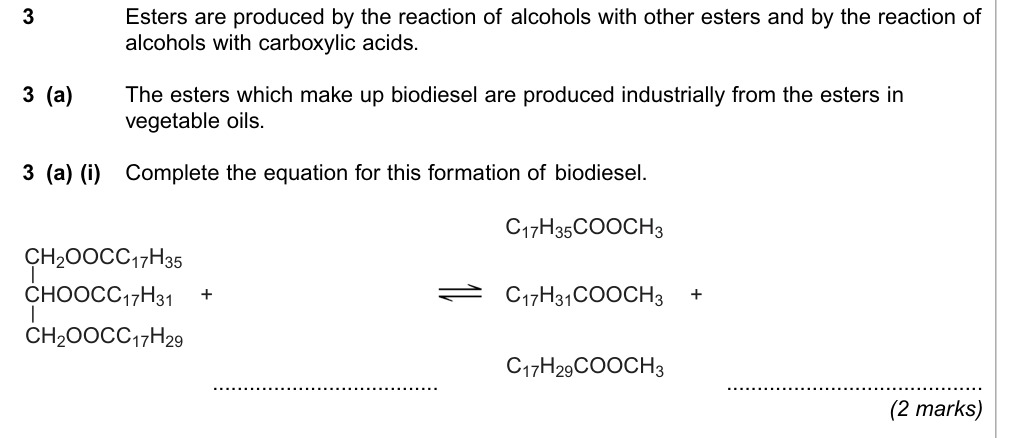 3 Esters are produced by the reaction of alcohols with other esters and by the reaction of
alcohols with carboxylic acids.
3 (a) The esters which make up biodiesel are produced industrially from the esters in
vegetable oils.
3 (a) (i) Complete the equation for this formation of biodiesel.
C₁₇H₃₅COOCH₃
CH₂OOCC₁₇H₃₅
CHOOCC₁₇H₃₁ + ⇌ C₁₇H₃₁COOCH₃ +
CH₂OOCC₁₇H₂₉
C₁₇H₂₉COOCH₃
..................................... ..........................................
(2 marks)